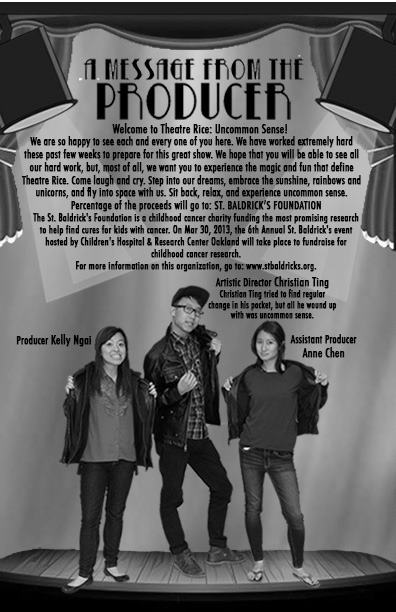 A MESSAGE FROM THE
PRODUCER
Welcome to Theatre Rice: Uncommon Sense!
We are so happy to see each and every one of you here. We have worked extremely hard
these past few weeks to prepare for this great show. We hope that you will be able to see all
our hard work, but, most of all, we want you to experience the magic and fun that define
Theatre Rice. Come laugh and cry. Step into our dreams, embrace the sunshine, rainbows and
unicorns, and fly into space with us. Sit back, relax, and experience uncommon sense.
Percentage of the proceeds will go to: ST. BALDRICK'S FOUNDATION
The St. Baldrick's Foundation is a childhood cancer charity funding the most promising research
to help find cures for kids with cancer. On Mar 30, 2013, the 6th Annual St. Baldrick's event
hosted by Children's Hospital & Research Center Oakland will take place to fundraise for
childhood cancer research.
For more information on this organization, go to: www.stbaldricks.org.
Artistic Director Christian Ting
Christian Ting tried to find regular
change in his pocket, but all he wound up
with was uncommon sense.
Producer Kelly Ngai
Assistant Producer
Anne Chen